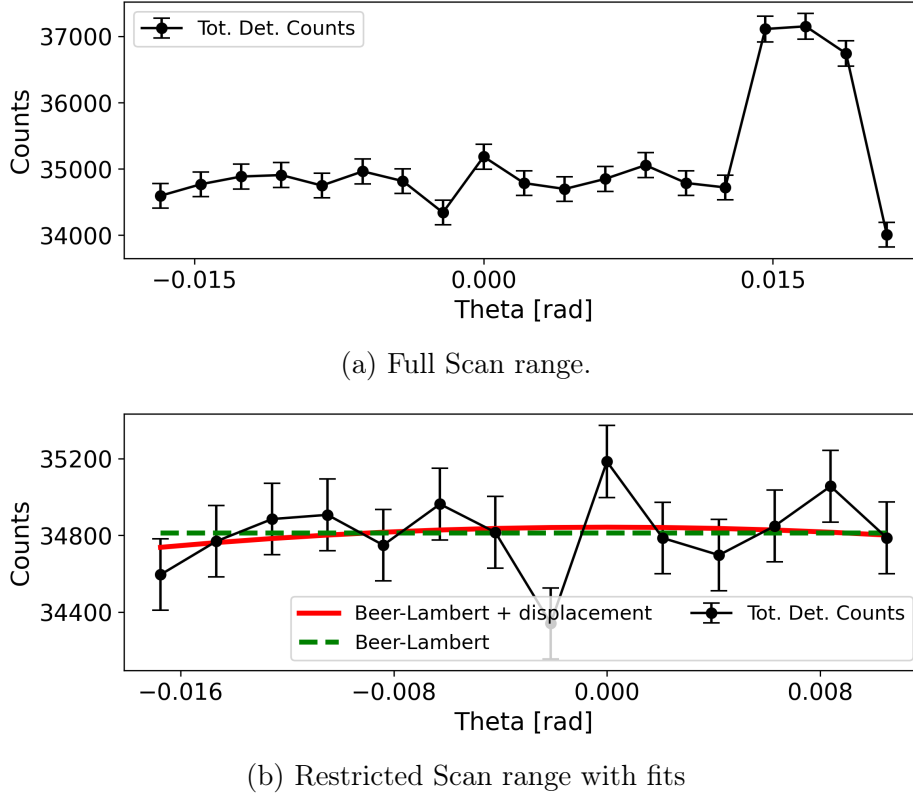 Tot. Det. Counts
37000
36000
35000
34000
Counts
−0.015 0.000 0.015
Theta [rad]
(a) Full Scan range.
35200
34800
34400
Counts
Beer-Lambert + displacement Tot. Det. Counts
Beer-Lambert
−0.016 −0.008 0.000 0.008
Theta [rad]
(b) Restricted Scan range with fits